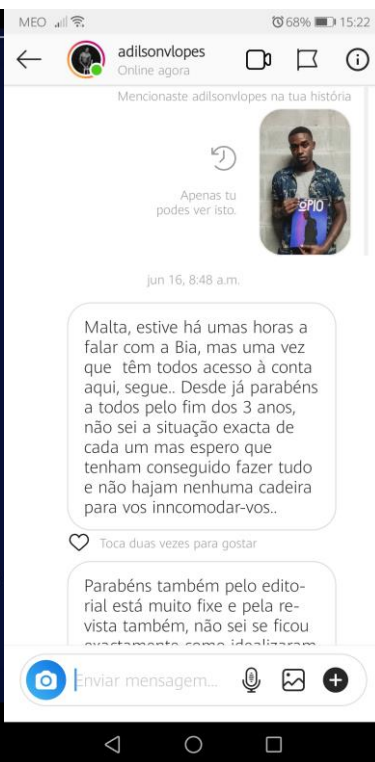 MEO 68% 15:22
adilsonvlopes
Online agora
Mencionaste adilsonvlopes na tua história
Apenas tu
podes ver isto.
ÓPIO
jun 16, 8:48 a.m.
Malta, estive há umas horas a
falar com a Bia, mas uma vez
que têm todos acesso à conta
aqui, segue.. Desde já parabéns
a todos pelo fim dos 3 anos,
não sei a situação exacta de
cada um mas espero que
tenham conseguido fazer tudo
e não hajam nenhuma cadeira
para vos inncomodar-vos..
Toca duas vezes para gostar
Parabéns também pelo edito-
rial está muito fixe e pela re-
vista também, não sei se ficou
exactamente como idealizaram
Enviar mensagem...